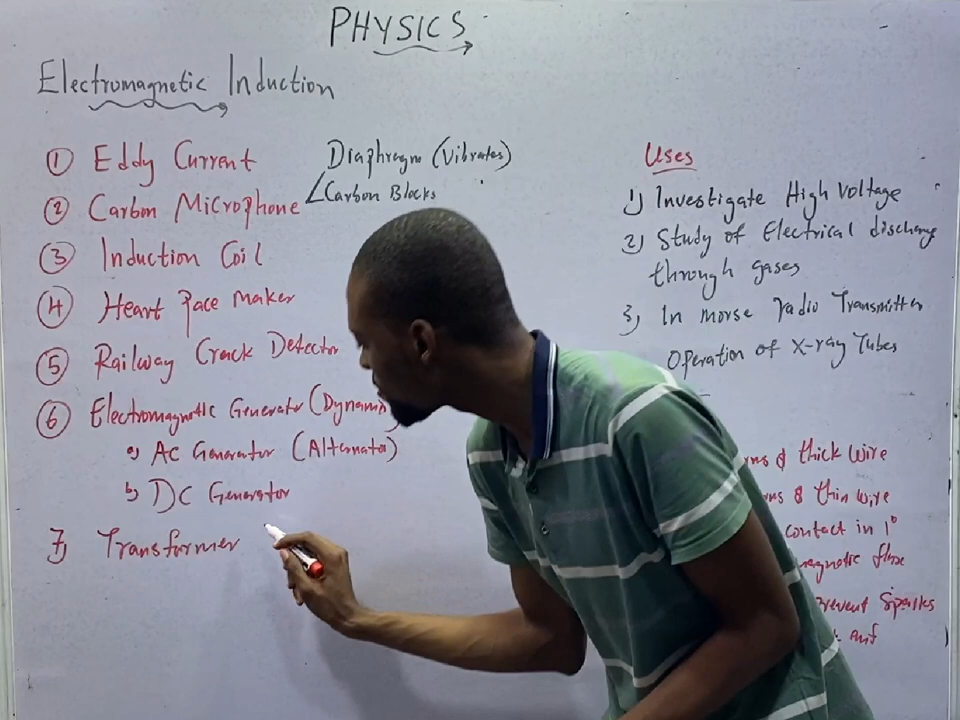 PHYSICS
Electromagnetic Induction
① Eddy Current
Diaphragm (Vibrates)
② Carbon Microphone
Carbon Blocks
③ Induction Coil
④ Heart Pace Maker
⑤ Railway Crack Detector
⑥ Electromagnetic Generator (Dynamo
a) AC Generator (Alternator)
b) DC Generator
7) Transformer
Uses
1) Investigate High Voltage
2) Study of Electrical discharge
through gases
3) In morse radio Transmitter
Operation of X-ray Tubes
thick wire
thin wire
contact in 1°
magnetic flux
prevent Sparks